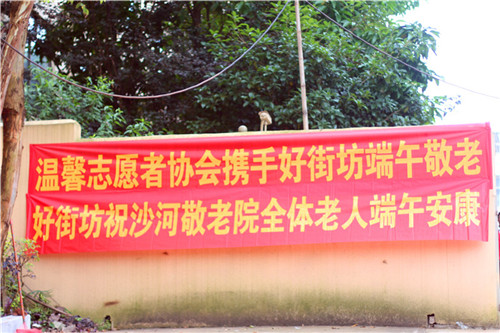 温馨志愿者协会携手好街坊端午敬老
好街坊祝沙河敬老院全体老人端午安康